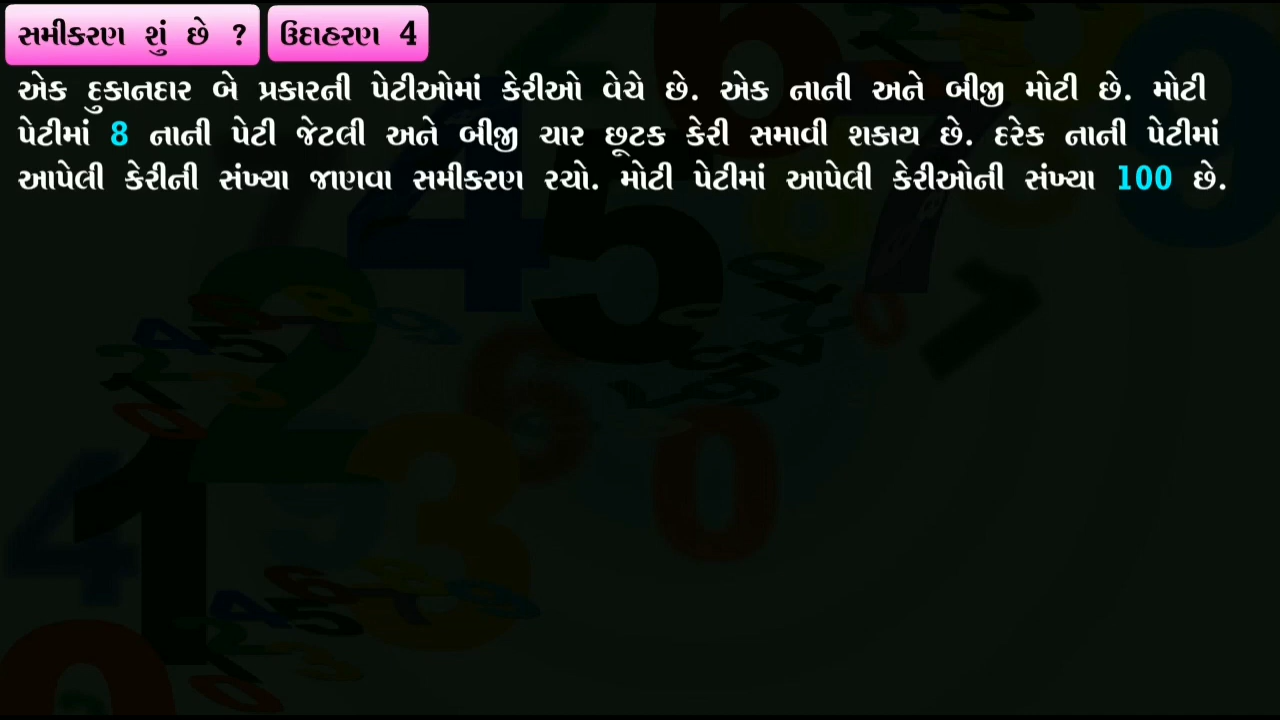 સમીકરણ શું છે ? ઉદાહરણ 4
એક દુકાનદાર બે પ્રકારની પેટીઓમાં કેરીઓ વેચે છે. એક નાની અને બીજી મોટી છે. મોટી
પેટીમાં 8 નાની પેટી જેટલી અને બીજી ચાર છૂટક કેરી સમાવી શકાય છે. દરેક નાની પેટીમાં
આપેલી કેરીની સંખ્યા જાણવા સમીકરણ રચો. મોટી પેટીમાં આપેલી કેરીઓની સંખ્યા 100 છે.